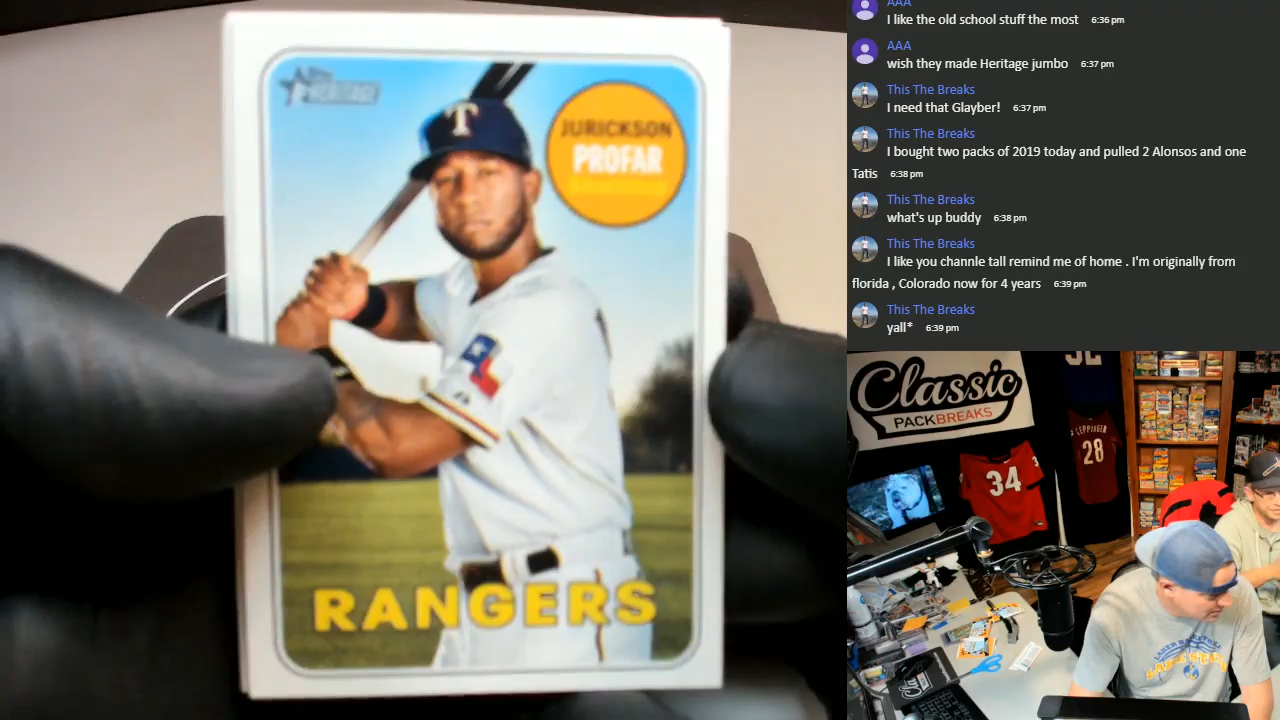 Topps
HERITAGE
JURICKSON
PROFAR
T
RANGERS
AAA
I like the old school stuff the most 6:36 pm
AAA
wish they made Heritage jumbo 6:37 pm
This The Breaks
I need that Glayber! 6:37 pm
This The Breaks
I bought two packs of 2019 today and pulled 2 Alonsos and one
Tatis 6:38 pm
This The Breaks
what's up buddy 6:38 pm
This The Breaks
I like you channle tall remind me of home . I'm originally from
florida , Colorado now for 4 years 6:39 pm
This The Breaks
yall* 6:39 pm
Classic
PACKBREAKS
34
28